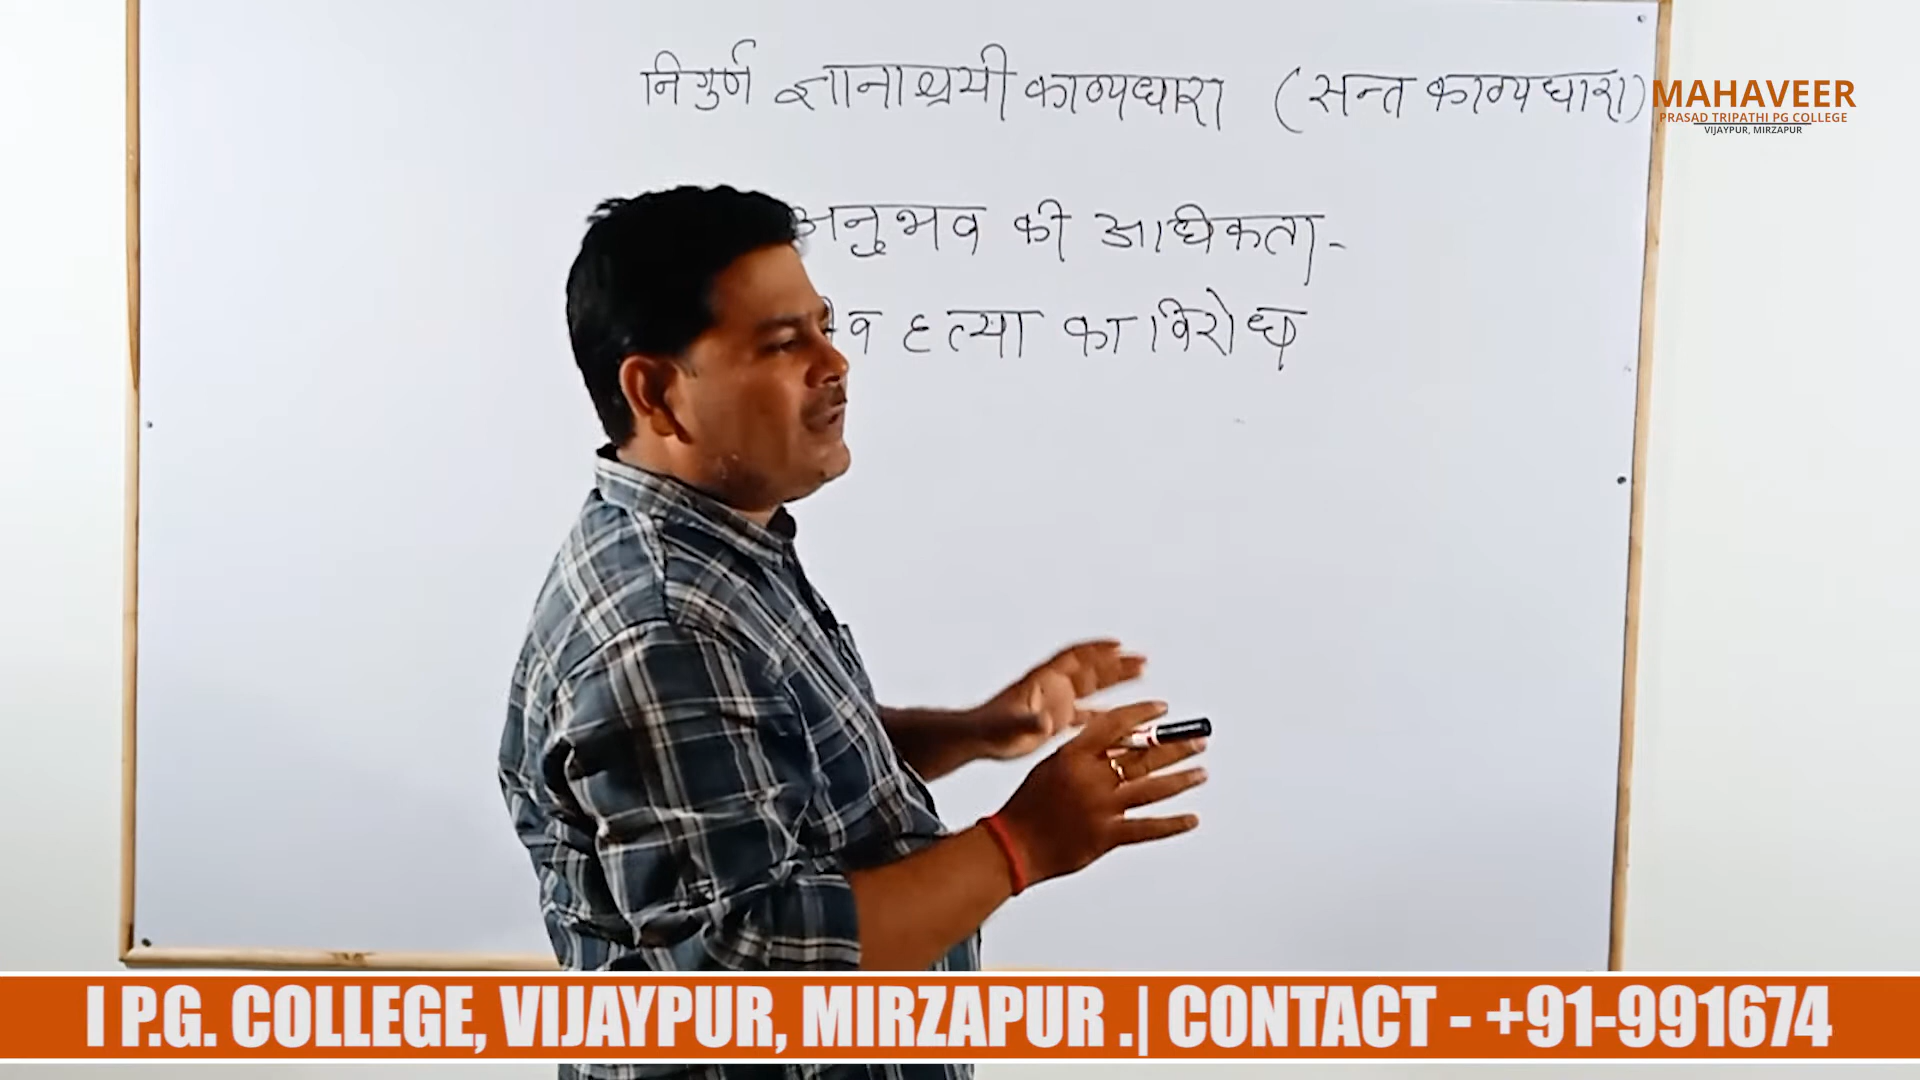 निर्गुण ज्ञानाश्रयी काव्यधारा (सन्त काव्यधारा)
MAHAVEER
PRASAD TRIPATHI PG COLLEGE
VIJAYPUR, MIRZAPUR
अनुभव की अधिकता-
व हत्या का विरोध
I P.G. COLLEGE, VIJAYPUR, MIRZAPUR .| CONTACT - +91-991674